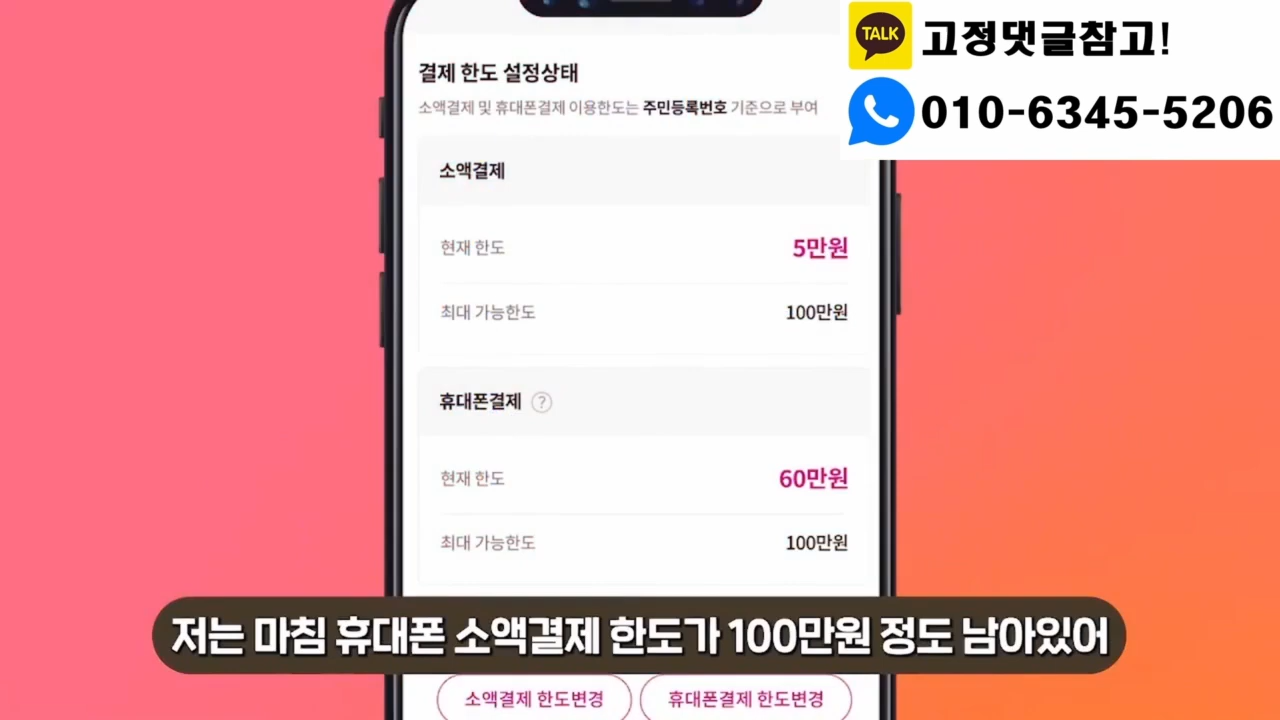 TALK 고정댓글참고!
010-6345-5206
결제 한도 설정상태
소액결제 및 휴대폰결제 이용한도는 주민등록번호 기준으로 부여
소액결제
현재 한도 5만원
최대 가능한도 100만원
휴대폰결제 ?
현재 한도 60만원
최대 가능한도 100만원
저는 마침 휴대폰 소액결제 한도가 100만원 정도 남아있어
소액결제 한도변경 휴대폰결제 한도변경